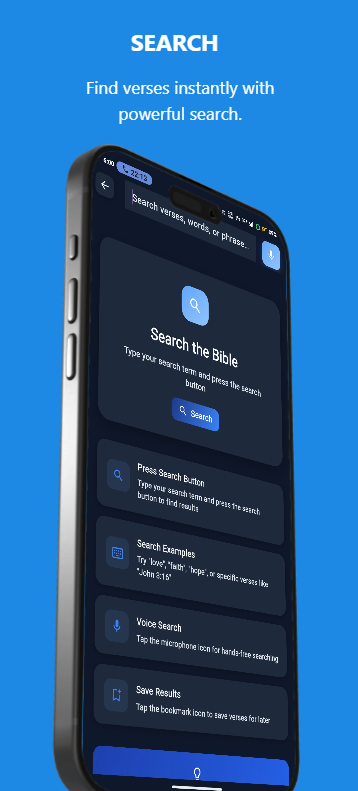 SEARCH
Find verses instantly with
powerful search.
5:00 22:13
Search verses, words, or phrase...
Search the Bible
Type your search term and press the search
button
Search
Press Search Button
Type your search term and press the search
button to find results
Search Examples
Try "love", "faith", "hope", or specific verses like
"John 3:16"
Voice Search
Tap the microphone icon for hands-free searching
Save Results
Tap the bookmark icon to save verses for later